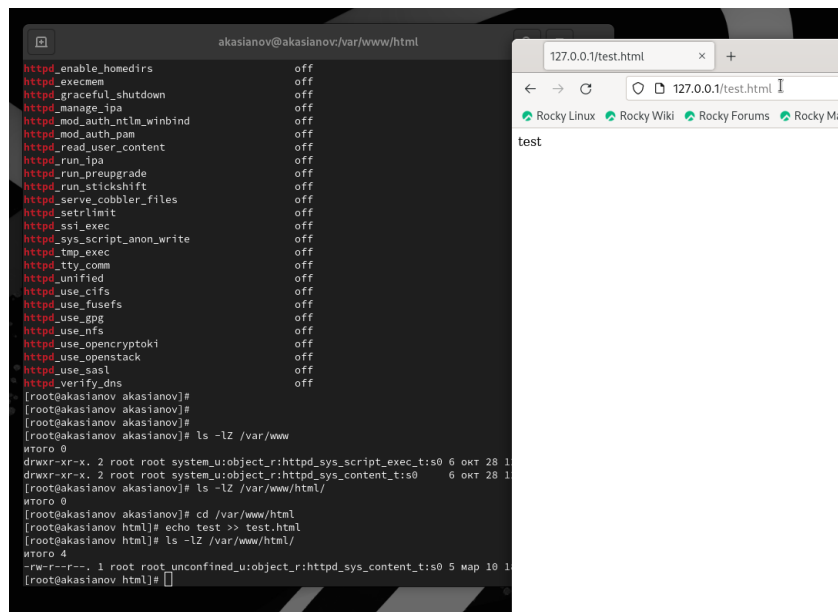 akasianov@akasianov:/var/www/html
httpd_enable_homedirs off
httpd_execmem off
httpd_graceful_shutdown off
httpd_manage_ipa off
httpd_mod_auth_ntlm_winbind off
httpd_mod_auth_pam off
httpd_read_user_content off
httpd_run_ipa off
httpd_run_preupgrade off
httpd_run_stickshift off
httpd_serve_cobbler_files off
httpd_setrlimit off
httpd_ssi_exec off
httpd_sys_script_anon_write off
httpd_tmp_exec off
httpd_tty_comm off
httpd_unified off
httpd_use_cifs off
httpd_use_fusefs off
httpd_use_gpg off
httpd_use_nfs off
httpd_use_opencryptoki off
httpd_use_openstack off
httpd_use_sasl off
httpd_verify_dns off
[root@akasianov akasianov]#
[root@akasianov akasianov]#
[root@akasianov akasianov]#
[root@akasianov akasianov]# ls -lZ /var/www
итого 0
drwxr-xr-x. 2 root root system_u:object_r:httpd_sys_script_exec_t:s0 6 окт 28
drwxr-xr-x. 2 root root system_u:object_r:httpd_sys_content_t:s0 6 окт 28
[root@akasianov akasianov]# ls -lZ /var/www/html/
итого 0
[root@akasianov akasianov]# cd /var/www/html
[root@akasianov html]# echo test >> test.html
[root@akasianov html]# ls -lZ /var/www/html/
итого 4
-rw-r--r--. 1 root root unconfined_u:object_r:httpd_sys_content_t:s0 5 мар 10
[root@akasianov html]#
127.0.0.1/test.html
127.0.0.1/test.html
Rocky Linux Rocky Wiki Rocky Forums Rocky
test